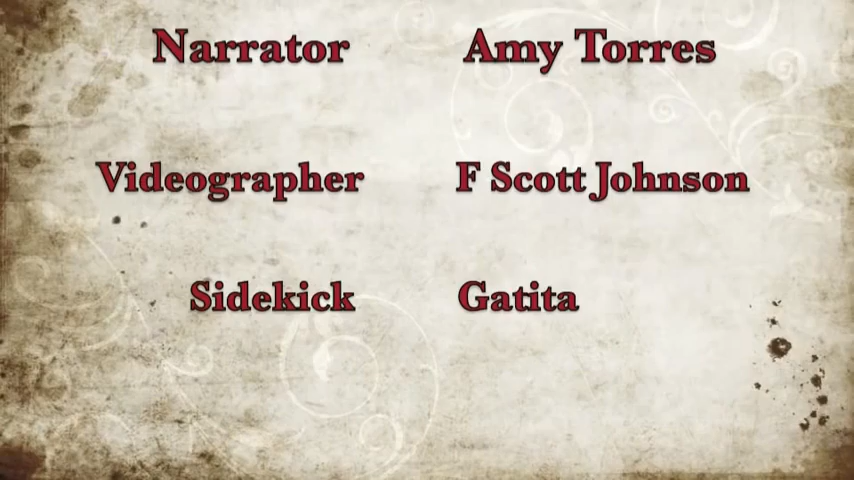 Narrator Amy Torres
Videographer F Scott Johnson
Sidekick Gatita